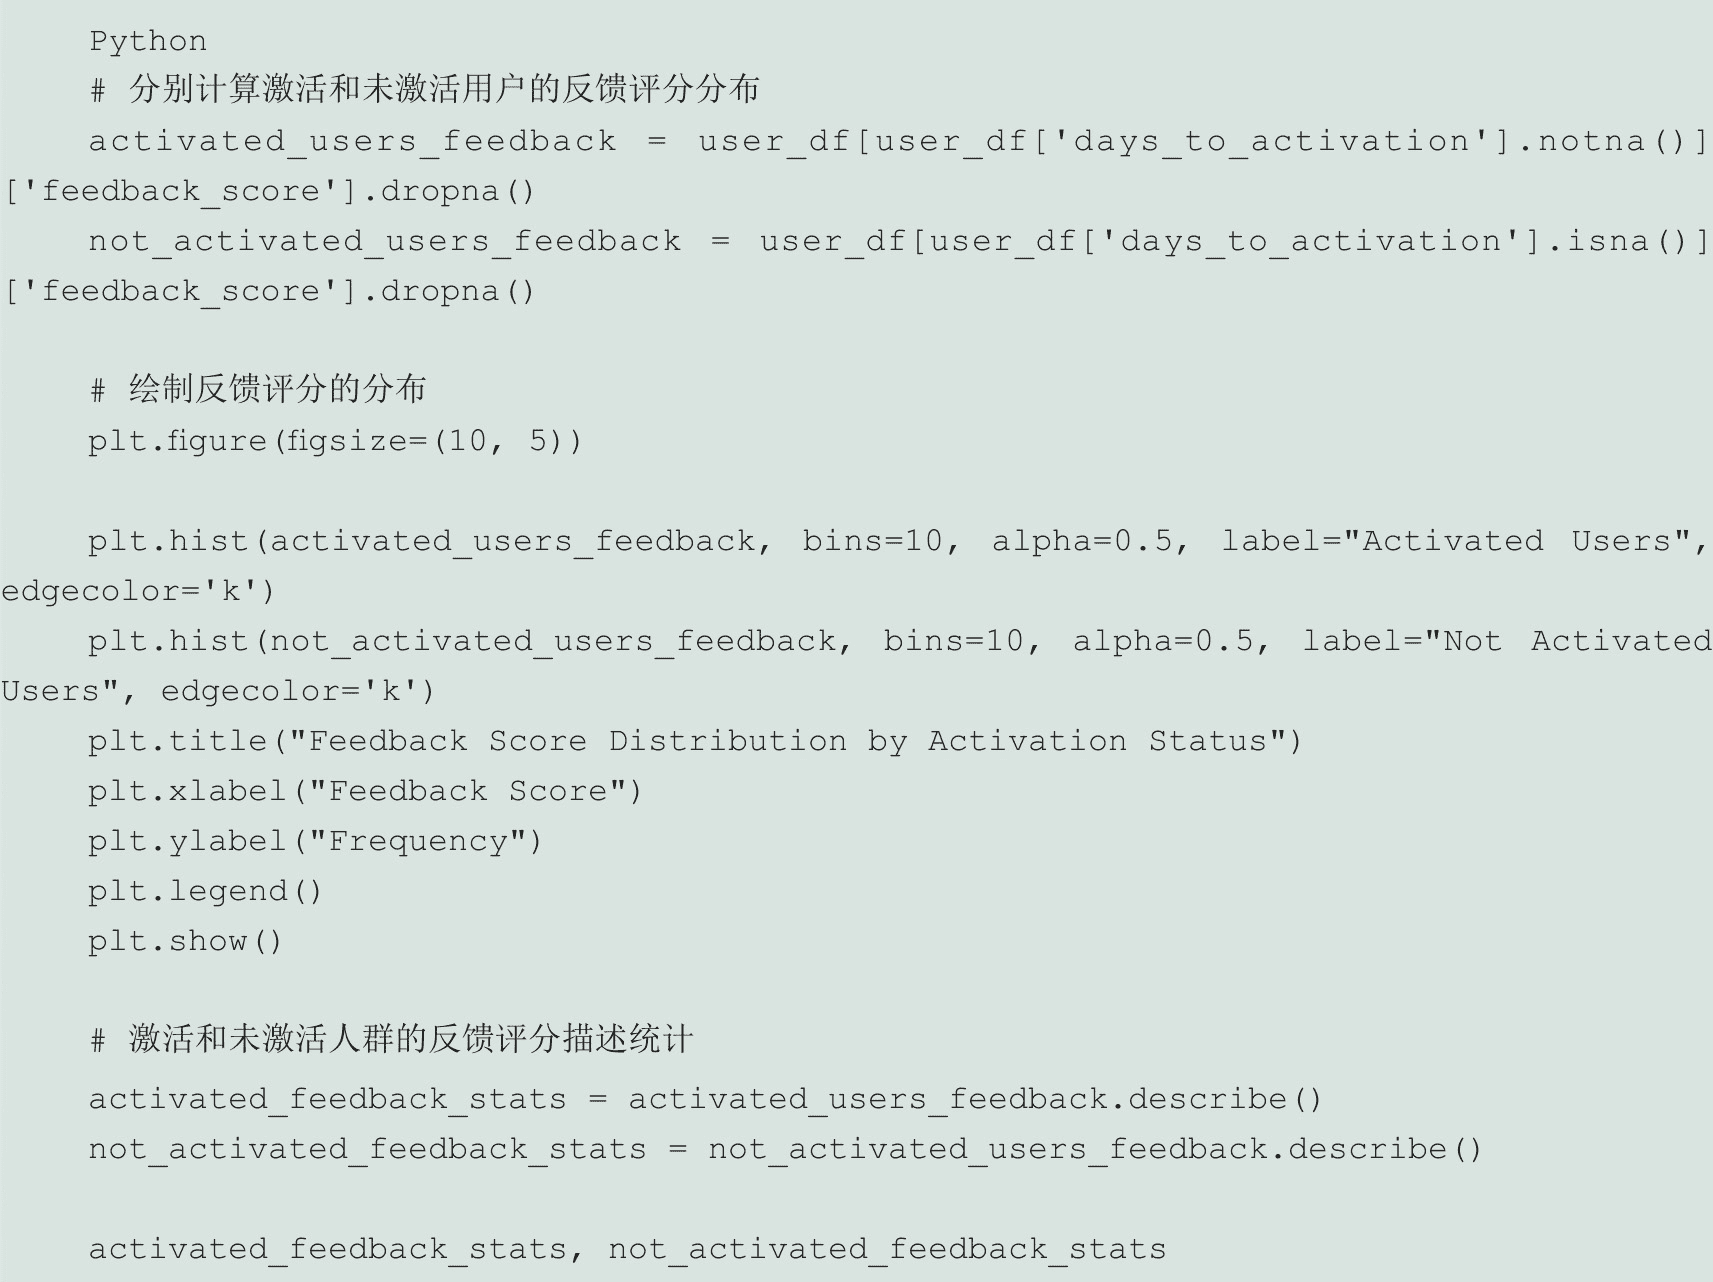 Python
# 分别计算激活和未激活用户的反馈评分分布
activated_users_feedback = user_df[user_df['days_to_activation'].notna()]
['feedback_score'].dropna()
not_activated_users_feedback = user_df[user_df['days_to_activation'].isna()]
['feedback_score'].dropna()
# 绘制反馈评分的分布
plt.figure(figsize=(10, 5))
plt.hist(activated_users_feedback, bins=10, alpha=0.5, label="Activated Users",
edgecolor='k')
plt.hist(not_activated_users_feedback, bins=10, alpha=0.5, label="Not Activated
Users", edgecolor='k')
plt.title("Feedback Score Distribution by Activation Status")
plt.xlabel("Feedback Score")
plt.ylabel("Frequency")
plt.legend()
plt.show()
# 激活和未激活人群的反馈评分描述统计
activated_feedback_stats = activated_users_feedback.describe()
not_activated_feedback_stats = not_activated_users_feedback.describe()
activated_feedback_stats, not_activated_feedback_stats